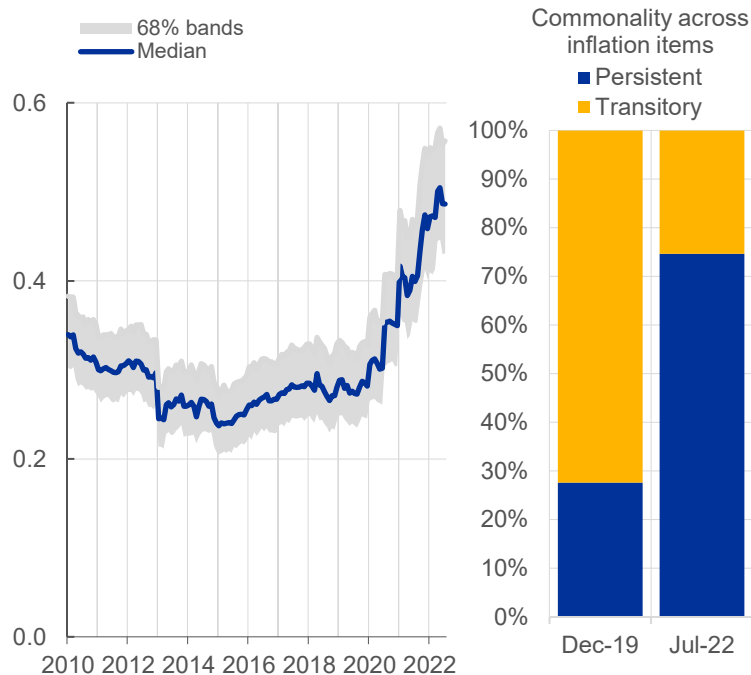 68% bands
Median
0.6
0.4
0.2
0.0
2010 2012 2014 2016 2018 2020 2022
Commonality across
inflation items
Persistent
Transitory
100%
90%
80%
70%
60%
50%
40%
30%
20%
10%
0%
Dec-19 Jul-22